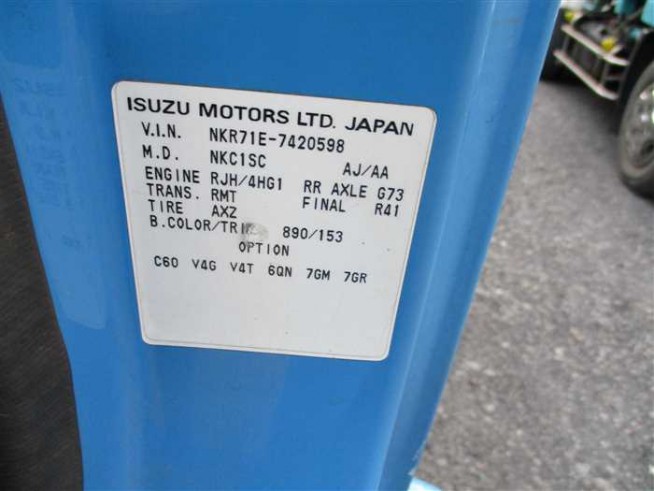 ISUZU MOTORS LTD. JAPAN
V.I.N. NKR71E-7420598
M.D. NKC1SC AJ/AA
ENGINE RJH/4HG1 RR AXLE G73
TRANS. RMT FINAL R41
TIRE AXZ
B.COLOR/TRIM 890/153
OPTION
C60 V4G V4T 6QN 7GM 7GR